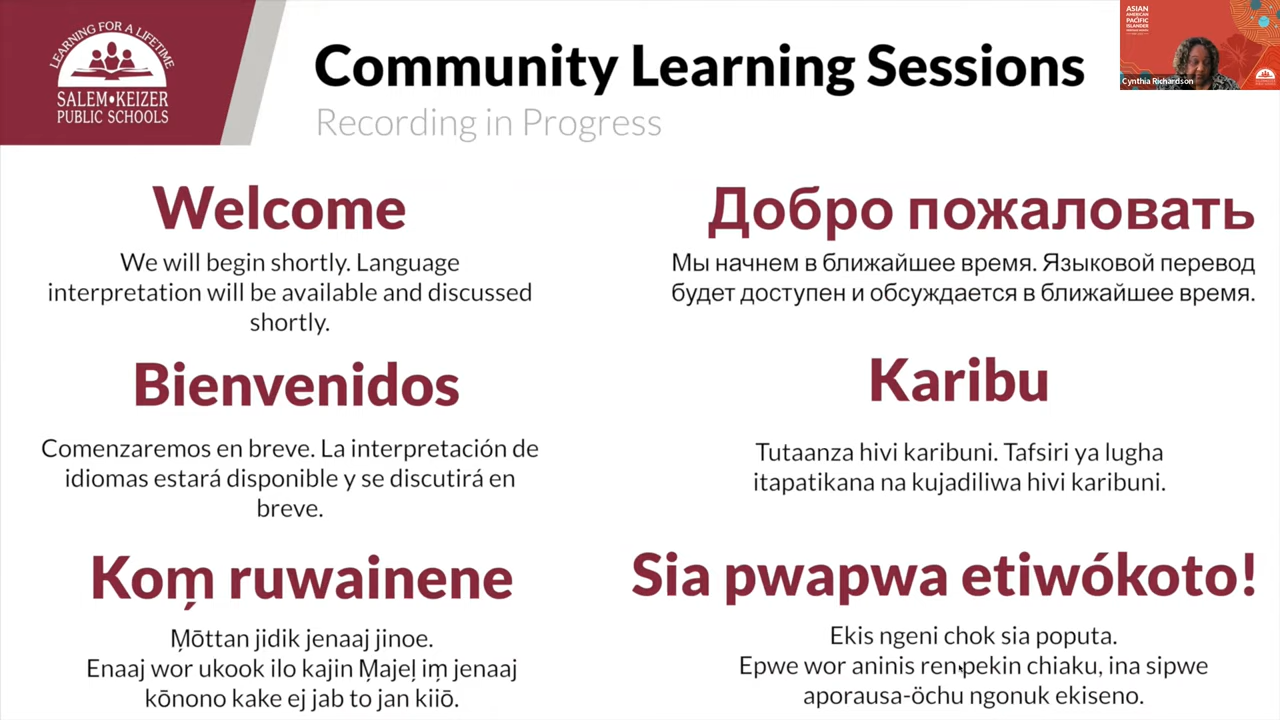 LEARNING FOR A LIFETIME
SALEM•KEIZER
PUBLIC SCHOOLS
Community Learning Sessions
Recording in Progress
ASIAN
AMERICAN
PACIFIC
ISLANDER
Cynthia Richardson
Welcome
We will begin shortly. Language
interpretation will be available and discussed
shortly.
Добро пожаловать
Мы начнем в ближайшее время. Языковой перевод
будет доступен и обсуждается в ближайшее время.
Bienvenidos
Comenzaremos en breve. La interpretación de
idiomas estará disponible y se discutirá en
breve.
Karibu
Tutaanza hivi karibuni. Tafsiri ya lugha
itapatikana na kujadiliwa hivi karibuni.
Kom̧ ruwainene
M̧ōttan jidik jenaaj jinoe.
Enaaj wor ukook ilo kajin M̧ajeļ im̧ jenaaj
kōnono kake ej jab to jan kiiō.
Sia pwapwa etiwókoto!
Ekis ngeni chok sia poputa.
Epwe wor aninis ren pekin chiaku, ina sipwe
aporausa-öchu ngonuk ekiseno.